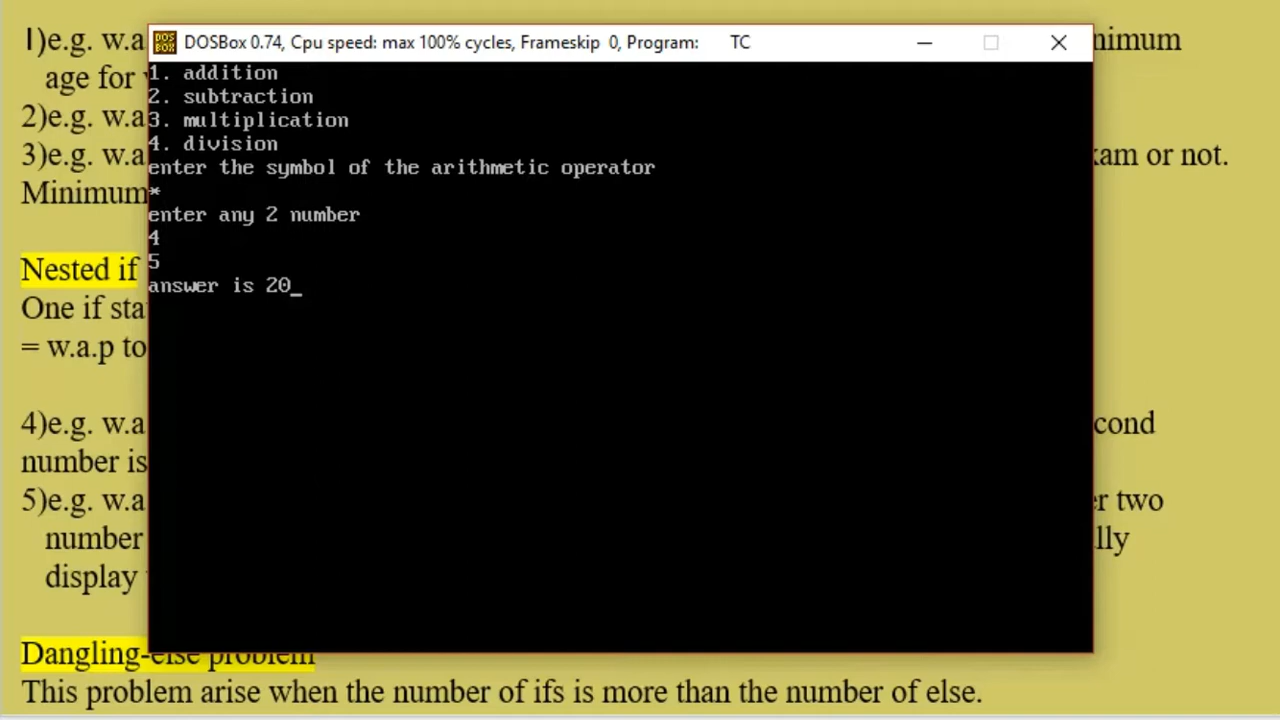 1)e.g. w.a
nimum
age for
2)e.g. w.a
3)e.g. w.a
am or not.
Minimum
Nested if
One if sta
= w.a.p to
4)e.g. w.a
cond
number is
5)e.g. w.a
er two
number
lly
display
Dangling-else problem
This problem arise when the number of ifs is more than the number of else.
DOSBox 0.74, Cpu speed: max 100% cycles, Frameskip 0, Program: TC
1. addition
2. subtraction
3. multiplication
4. division
enter the symbol of the arithmetic operator
*
enter any 2 number
4
5
answer is 20_